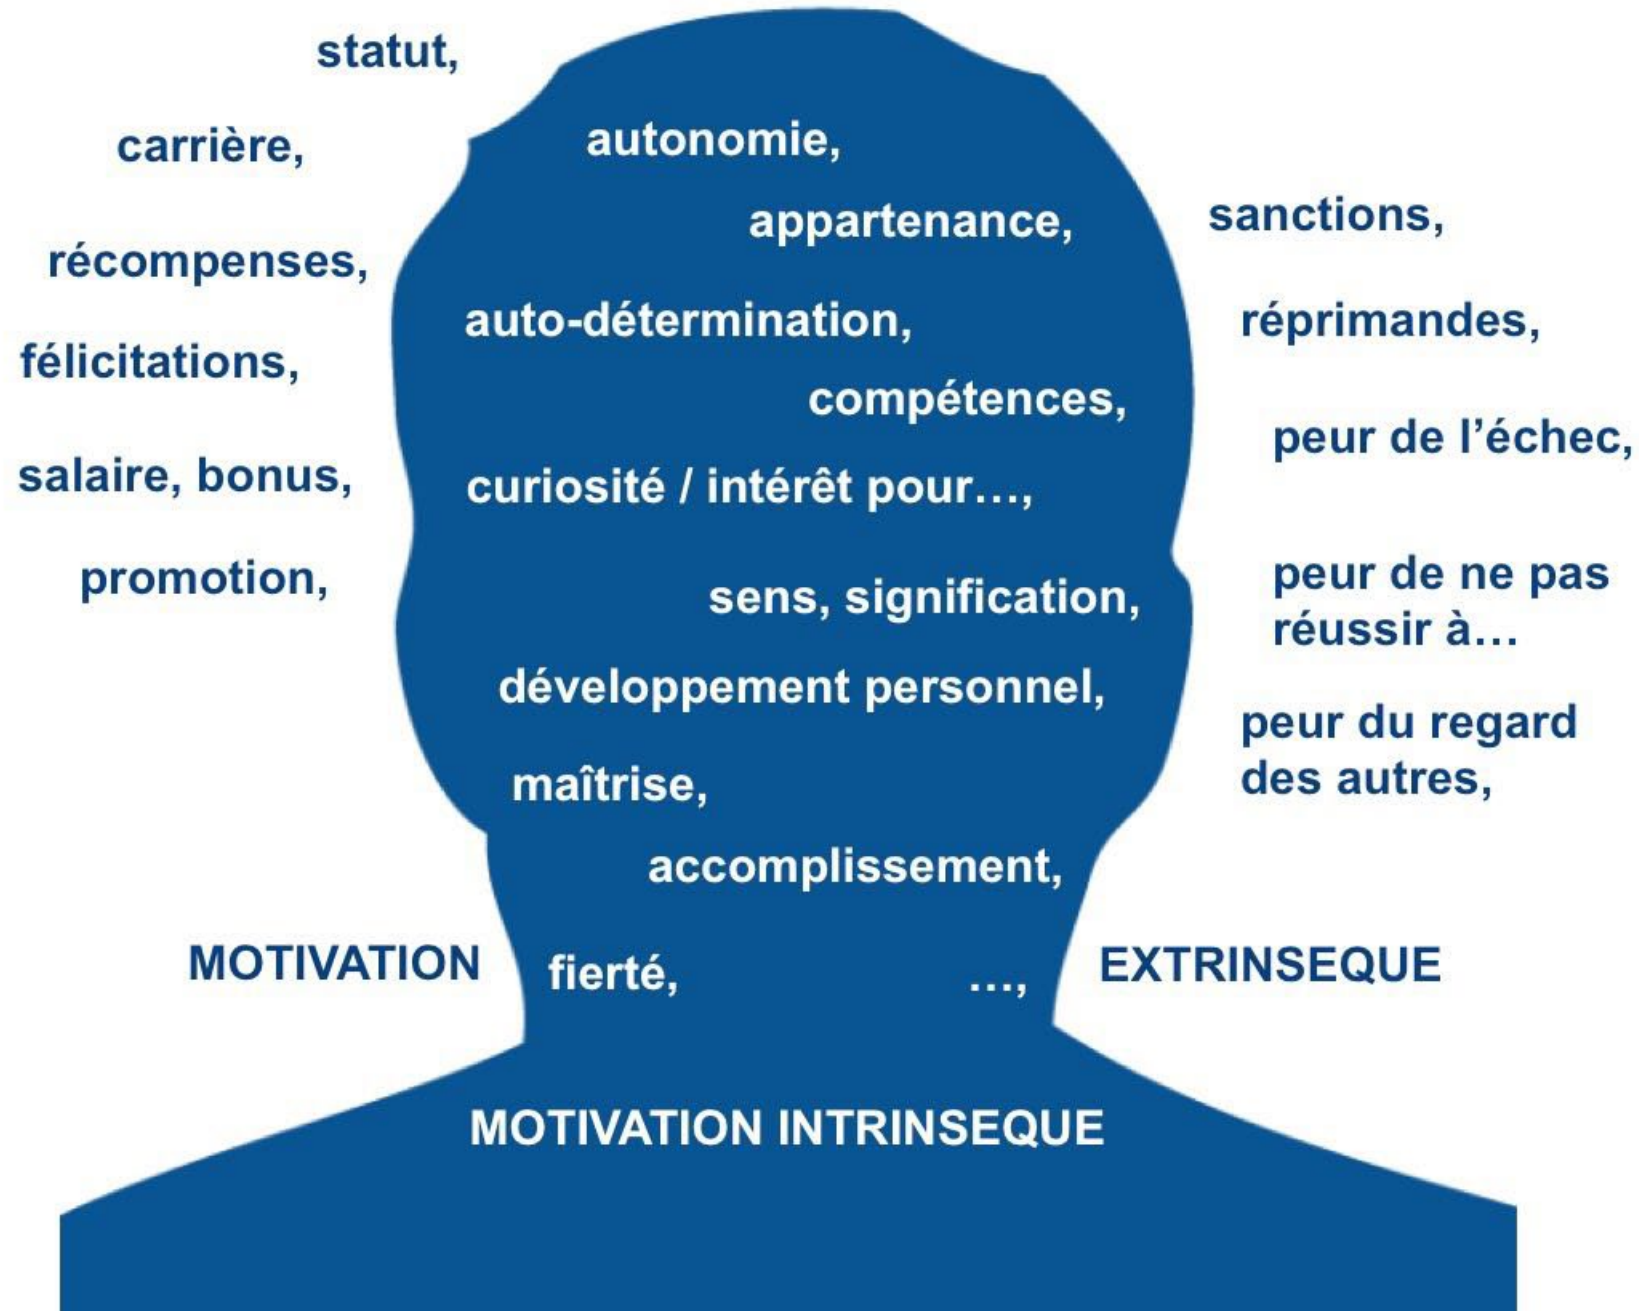 statut,
carrière,
récompenses,
félicitations,
salaire, bonus,
promotion,
autonomie,
appartenance,
auto-détermination,
compétences,
curiosité / intérêt pour…,
sens, signification,
développement personnel,
maîtrise,
accomplissement,
fierté,
…,
sanctions,
réprimandes,
peur de l’échec,
peur de ne pas
réussir à…
peur du regard
des autres,
MOTIVATION EXTRINSEQUE
MOTIVATION INTRINSEQUE